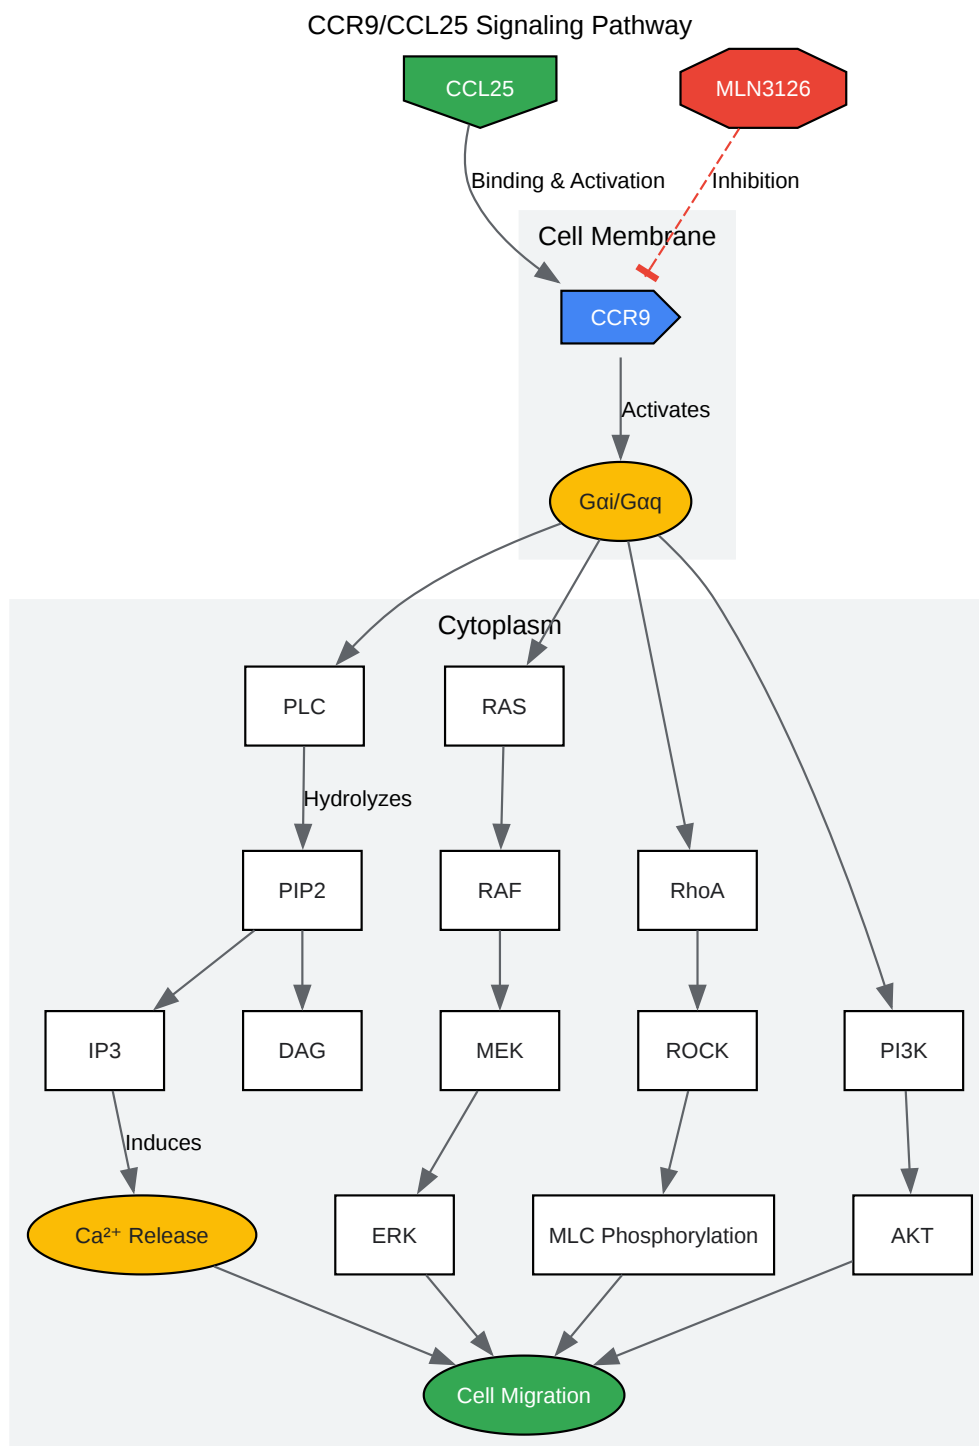 CCR9/CCL25 Signaling Pathway
CCL25
MLN3126
Binding & Activation
Inhibition
Cell Membrane
CCR9
Activates
Gαi/Gαq
Cytoplasm
PLC
RAS
Hydrolyzes
PIP2
RAF
RhoA
IP3
DAG
MEK
ROCK
PI3K
Induces
Ca²⁺ Release
ERK
MLC Phosphorylation
AKT
Cell Migration